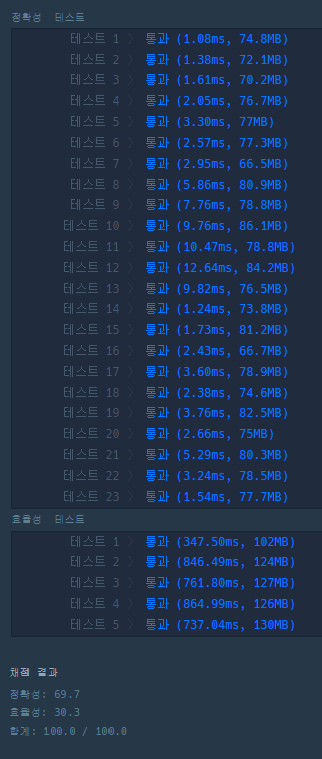 정확성  테스트
테스트 1 〉 통과 (1.08ms, 74.8MB)
테스트 2 〉 통과 (1.38ms, 72.1MB)
테스트 3 〉 통과 (1.61ms, 70.2MB)
테스트 4 〉 통과 (2.05ms, 76.7MB)
테스트 5 〉 통과 (3.30ms, 77MB)
테스트 6 〉 통과 (2.57ms, 77.3MB)
테스트 7 〉 통과 (2.95ms, 66.5MB)
테스트 8 〉 통과 (5.86ms, 80.9MB)
테스트 9 〉 통과 (7.76ms, 78.8MB)
테스트 10 〉 통과 (9.76ms, 86.1MB)
테스트 11 〉 통과 (10.47ms, 78.8MB)
테스트 12 〉 통과 (12.64ms, 84.2MB)
테스트 13 〉 통과 (9.82ms, 76.5MB)
테스트 14 〉 통과 (1.24ms, 73.8MB)
테스트 15 〉 통과 (1.73ms, 81.2MB)
테스트 16 〉 통과 (2.43ms, 66.7MB)
테스트 17 〉 통과 (3.60ms, 78.9MB)
테스트 18 〉 통과 (2.38ms, 74.6MB)
테스트 19 〉 통과 (3.76ms, 82.5MB)
테스트 20 〉 통과 (2.66ms, 75MB)
테스트 21 〉 통과 (5.29ms, 80.3MB)
테스트 22 〉 통과 (3.24ms, 78.5MB)
테스트 23 〉 통과 (1.54ms, 77.7MB)
효율성  테스트
테스트 1 〉 통과 (347.50ms, 102MB)
테스트 2 〉 통과 (846.49ms, 124MB)
테스트 3 〉 통과 (761.80ms, 127MB)
테스트 4 〉 통과 (864.99ms, 126MB)
테스트 5 〉 통과 (737.04ms, 130MB)
채점 결과
정확성: 69.7
효율성: 30.3
합계: 100.0 / 100.0